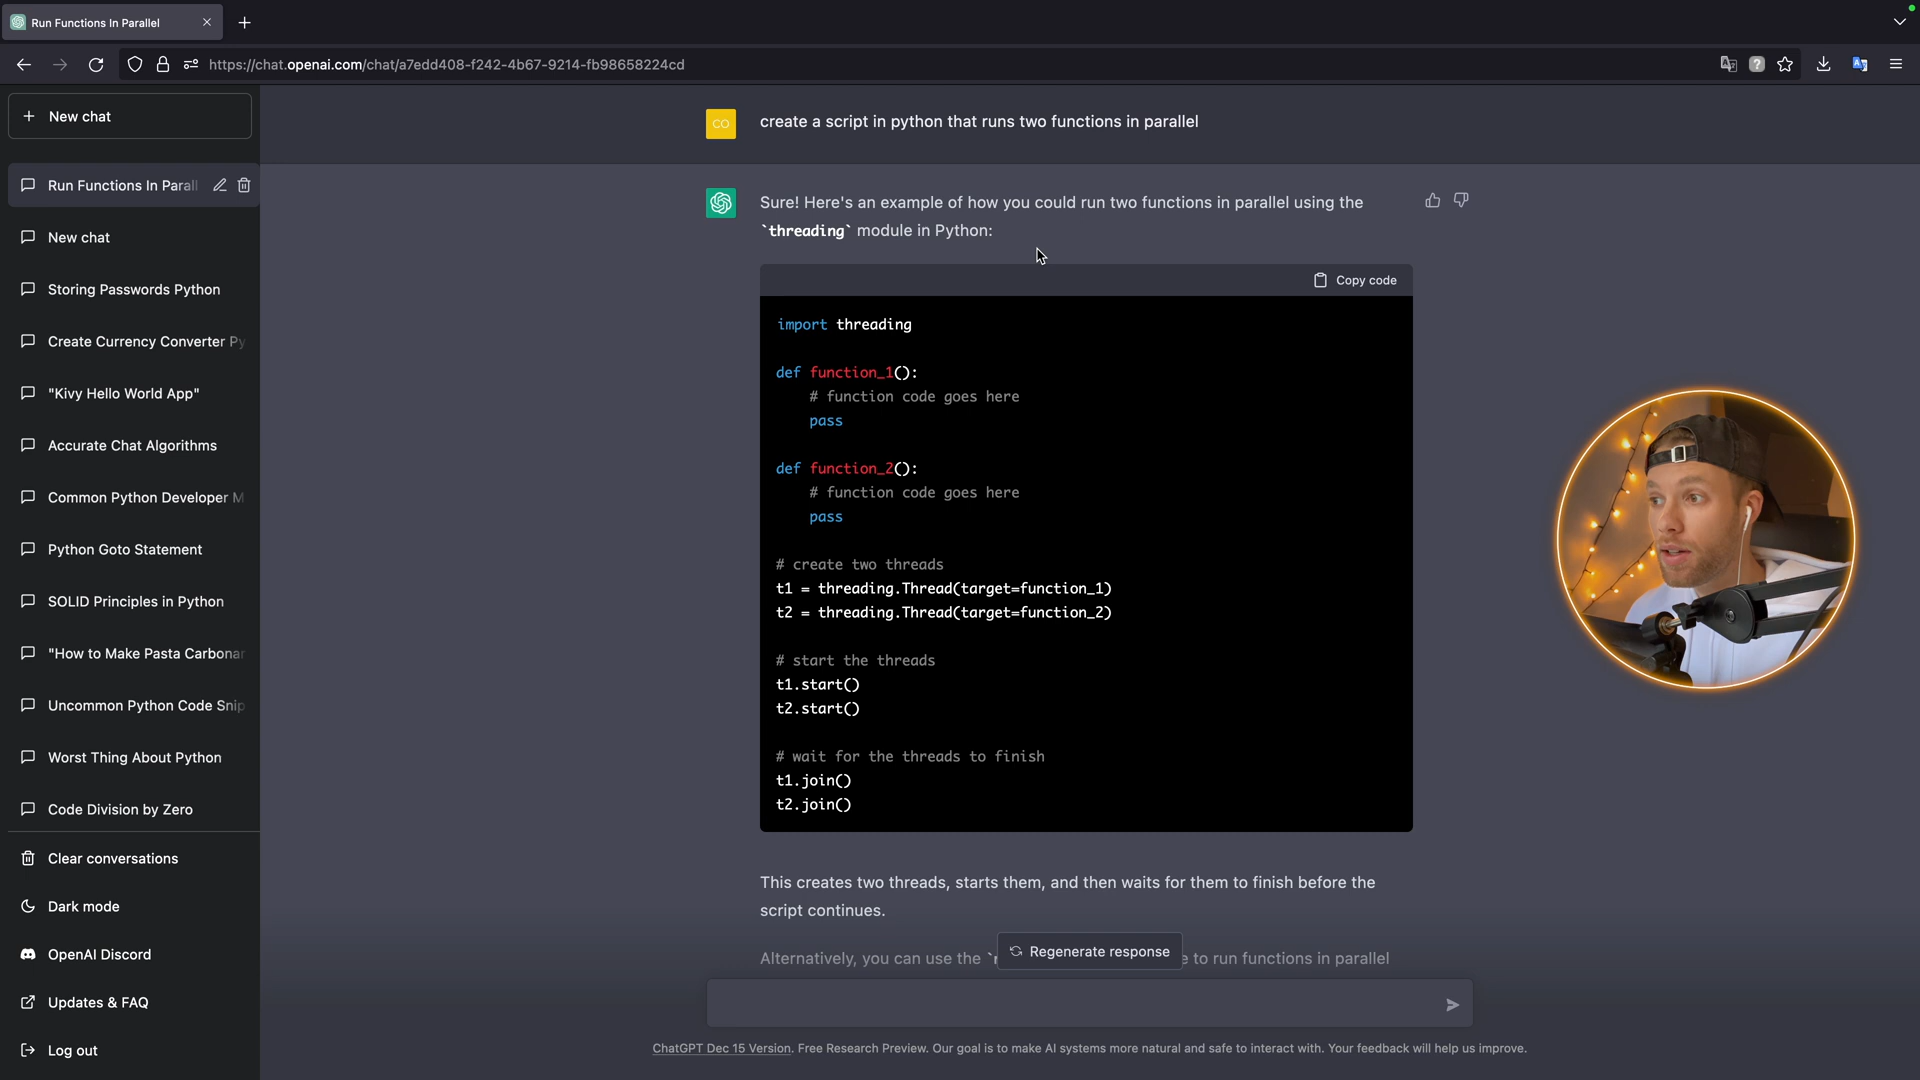 Run Functions In Parallel
https://chat.openai.com/chat/a7edd408-f242-4b67-9214-fb98658224cd
New chat
Run Functions In Parall
New chat
Storing Passwords Python
Create Currency Converter Py
"Kivy Hello World App"
Accurate Chat Algorithms
Common Python Developer M
Python Goto Statement
SOLID Principles in Python
"How to Make Pasta Carbonar
Uncommon Python Code Snip
Worst Thing About Python
Code Division by Zero
Clear conversations
Dark mode
OpenAI Discord
Updates & FAQ
Log out
CO
create a script in python that runs two functions in parallel
Sure! Here's an example of how you could run two functions in parallel using the
`threading` module in Python:
Copy code
import threading
def function_1():
# function code goes here
pass
def function_2():
# function code goes here
pass
# create two threads
t1 = threading.Thread(target=function_1)
t2 = threading.Thread(target=function_2)
# start the threads
t1.start()
t2.start()
# wait for the threads to finish
t1.join()
t2.join()
This creates two threads, starts them, and then waits for them to finish before the
script continues.
Alternatively, you can use the
Regenerate response
to run functions in parallel
ChatGPT Dec 15 Version. Free Research Preview. Our goal is to make AI systems more natural and safe to interact with. Your feedback will help us improve.